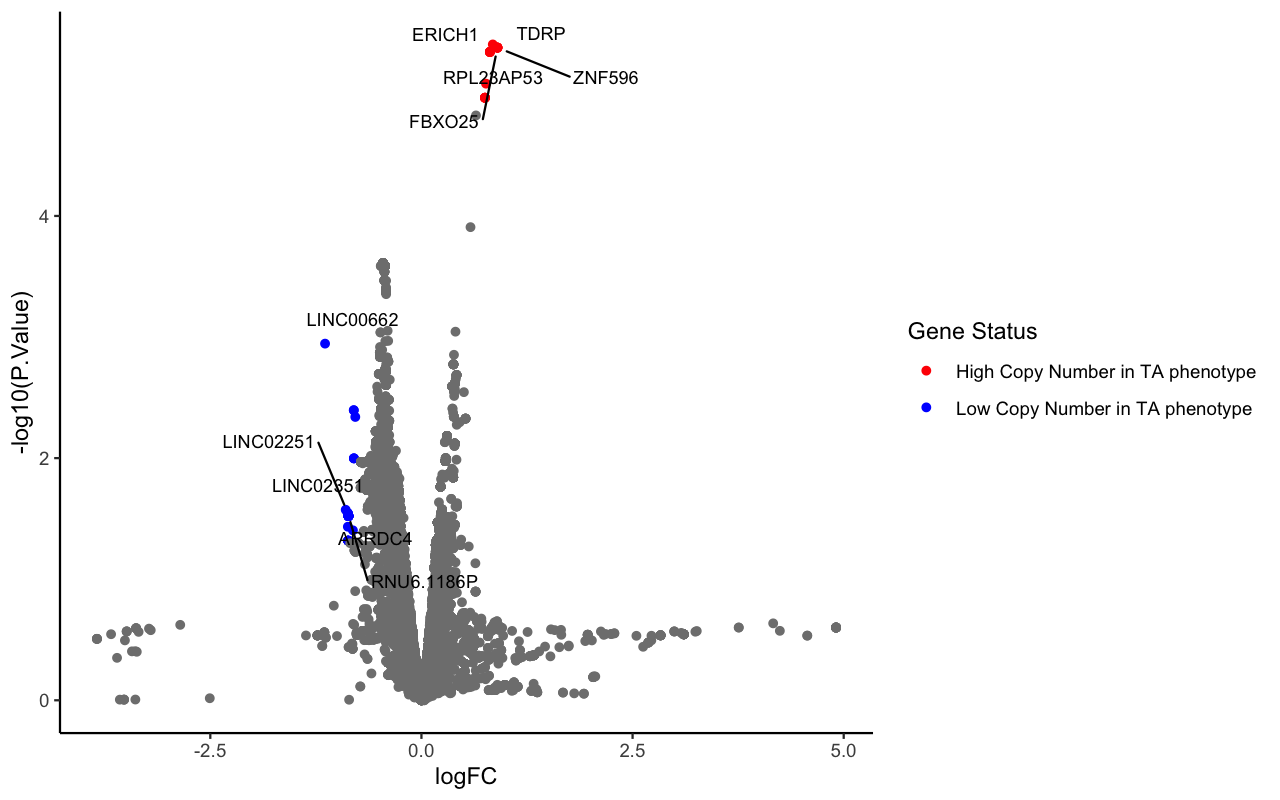 ERICH1
TDRP
RPL23AP53
ZNF596
FBXO25
4
LINC00662
-log10(P.Value)
Gene Status
High Copy Number in TA phenotype
Low Copy Number in TA phenotype
2
LINC02251
LINC02351
ARRDC4
RNU6.1186P
0
-2.5
0.0
2.5
5.0
logFC